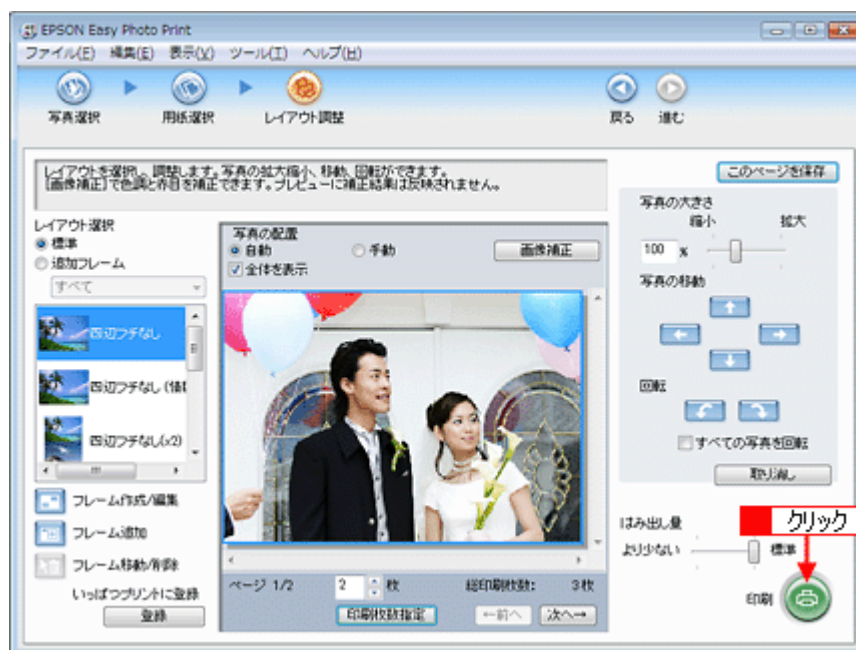 EPSON Easy Photo Print
ファイル(F) 編集(E) 表示(V) ツール(T) ヘルプ(H)
写真選択 用紙選択 レイアウト調整 戻る 進む
レイアウトを選択し、調整します。写真の拡大縮小、移動、回転ができます。
[画像補正]で色調と赤目を補正できます。プレビューに補正結果は反映されません。
このページを保存
レイアウト選択
標準
追加フレーム
すべて
四辺フチなし
四辺フチなし (情報
四辺フチなし(x2)
フレーム作成/編集
フレーム追加
フレーム移動/削除
いっぱつプリントに登録
登録
写真の配置
自動 手動 画像補正
全体を表示
ページ 1/2 2 枚 総印刷枚数: 3枚
印刷枚数指定 ←前へ 次へ→
写真の大きさ
縮小 拡大
100 %
写真の移動
回転
すべての写真を回転
取り消し
はみ出し量
クリック
より少ない 標準
印刷